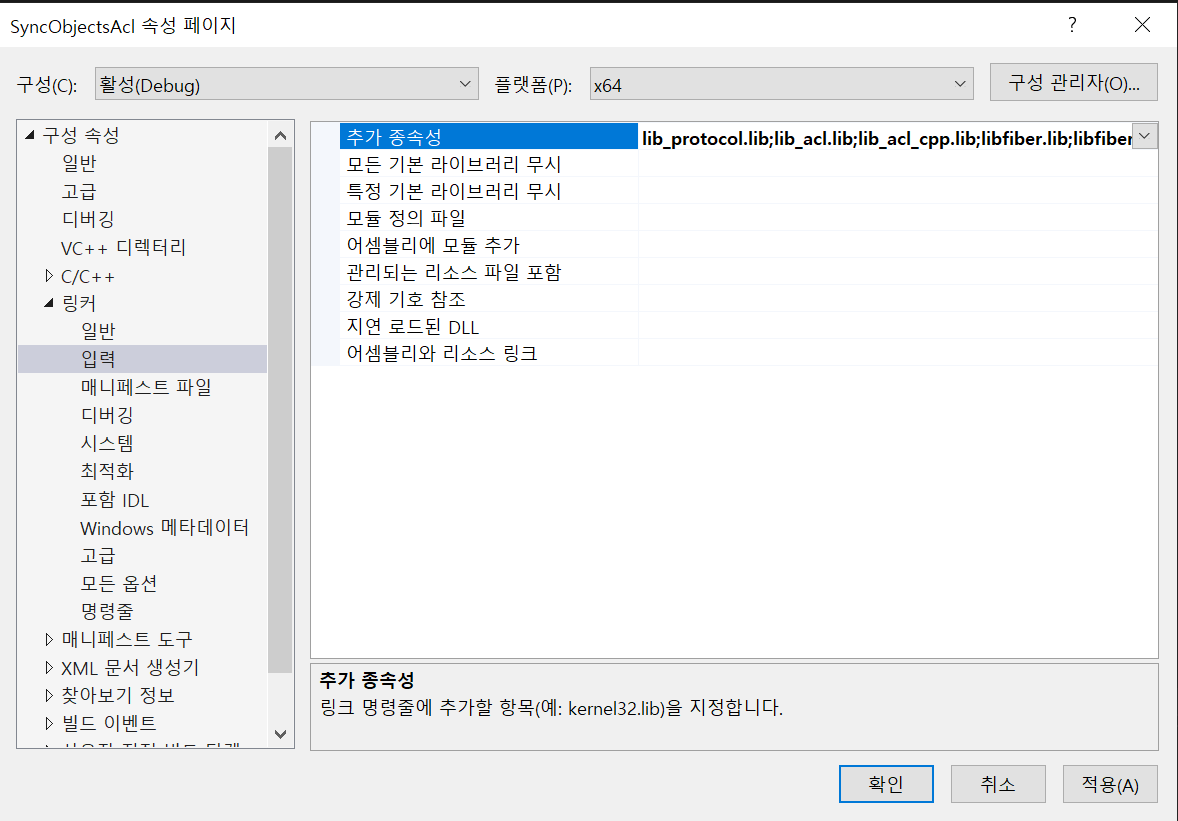 SyncObjectsAcl 속성 페이지
?
구성(C):
활성(Debug)
플랫폼(P):
x64
구성 관리자(O)...
구성 속성
일반
고급
디버깅
VC++ 디렉터리
C/C++
링커
일반
입력
매니페스트 파일
디버깅
시스템
최적화
포함 IDL
Windows 메타데이터
고급
모든 옵션
명령줄
매니페스트 도구
XML 문서 생성기
찾아보기 정보
빌드 이벤트
추가 종속성
lib_protocol.lib;lib_acl.lib;lib_acl_cpp.lib;libfiber.lib;libfiber
모든 기본 라이브러리 무시
특정 기본 라이브러리 무시
모듈 정의 파일
어셈블리에 모듈 추가
관리되는 리소스 파일 포함
강제 기호 참조
지연 로드된 DLL
어셈블리와 리소스 링크
추가 종속성
링크 명령줄에 추가할 항목(예: kernel32.lib)을 지정합니다.
확인
취소
적용(A)